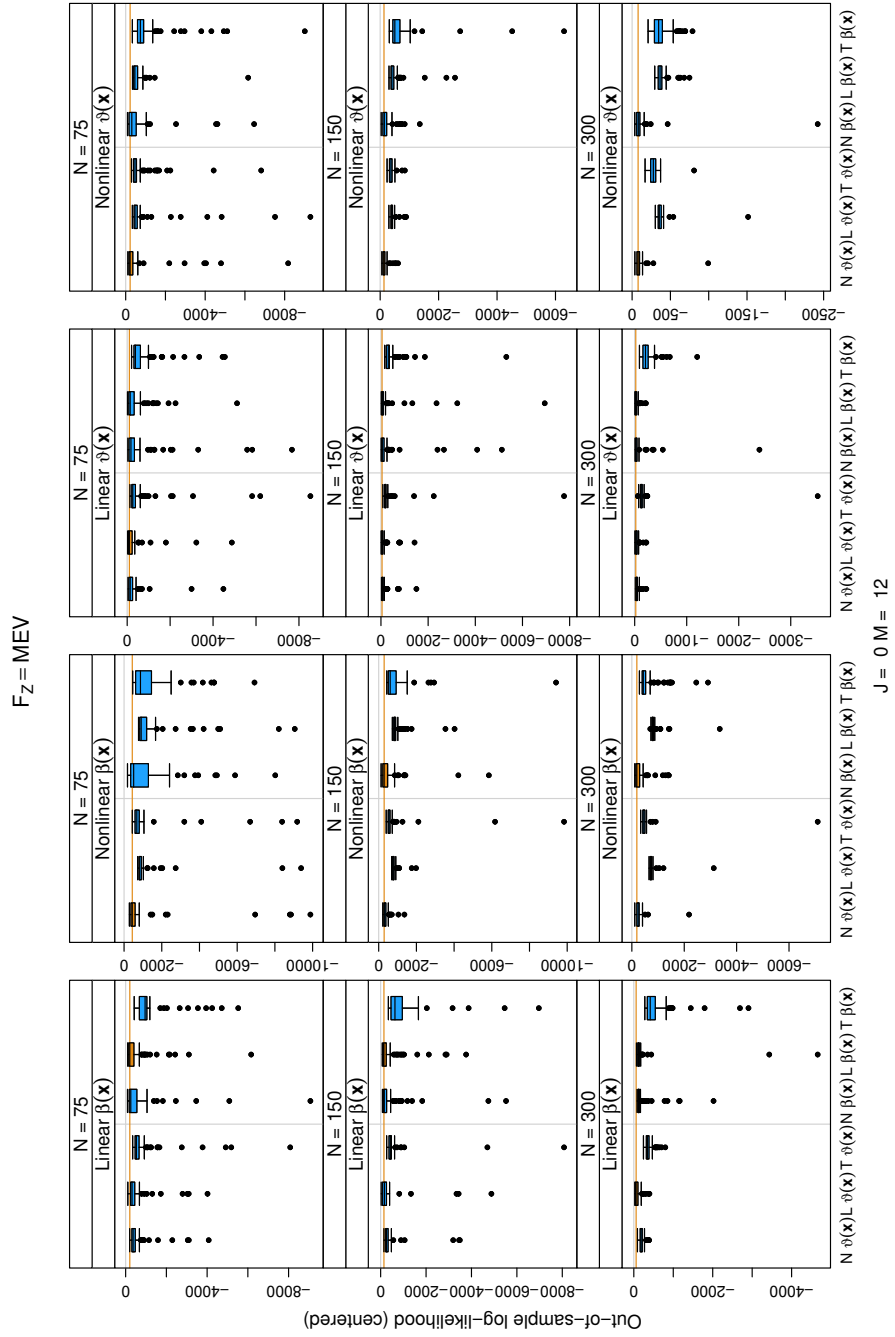 F_Z = MEV
N = 75
N = 75
N = 75
N = 75
Linear β(x)
Nonlinear β(x)
Linear ϑ(x)
Nonlinear ϑ(x)
0
−4000
−8000
0
−2000
−6000
−10000
0
−4000
−8000
0
−4000
−8000
N = 150
N = 150
N = 150
N = 150
Linear β(x)
Nonlinear β(x)
Linear ϑ(x)
Nonlinear ϑ(x)
0
−2000
−4000
−6000
−8000
0
−2000
−6000
−10000
0
−2000
−4000
−6000
−8000
0
−2000
−4000
−6000
N = 300
N = 300
N = 300
N = 300
Linear β(x)
Nonlinear β(x)
Linear ϑ(x)
Nonlinear ϑ(x)
0
−2000
−4000
0
−2000
−4000
−6000
0
−1000
−2000
−3000
0
−500
−1500
−2500
N ϑ(x) L ϑ(x) T ϑ(x) N β(x) L β(x) T β(x)
N ϑ(x) L ϑ(x) T ϑ(x) N β(x) L β(x) T β(x)
N ϑ(x) L ϑ(x) T ϑ(x) N β(x) L β(x) T β(x)
N ϑ(x) L ϑ(x) T ϑ(x) N β(x) L β(x) T β(x)
Out−of−sample log−likelihood (centered)
J = 0 M = 12